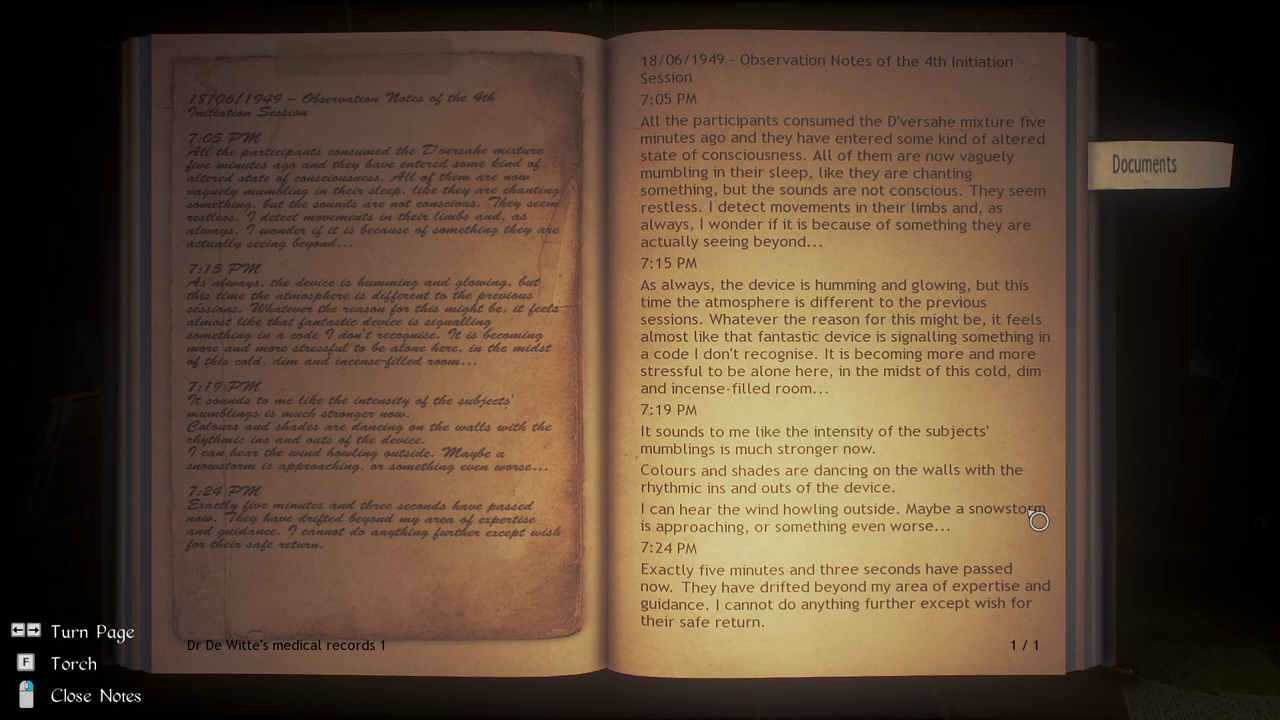 18/06/1949 – Observation Notes of the 4th
Initiation Session
7:05 PM
All the participants consumed the D'versahe mixture
five minutes ago and they have entered some kind of
altered state of consciousness. All of them are now
vaguely mumbling in their sleep, like they are chanting
something, but the sounds are not conscious. They seem
restless. I detect movements in their limbs and, as
always, I wonder if it is because of something they are
actually seeing beyond...
7:15 PM
As always, the device is humming and glowing, but
this time the atmosphere is different to the previous
sessions. Whatever the reason for this might be, it feels
almost like that fantastic device is signalling
something in a code I don't recognise. It is becoming
more and more stressful to be alone here, in the midst
of this cold, dim and incense-filled room...
7:19 PM
It sounds to me like the intensity of the subjects'
mumblings is much stronger now.
Colours and shades are dancing on the walls with the
rhythmic ins and outs of the device.
I can hear the wind howling outside. Maybe a
snowstorm is approaching, or something even worse...
7:24 PM
Exactly five minutes and three seconds have passed
now. They have drifted beyond my area of expertise
and guidance. I cannot do anything further except wish
for their safe return.
Dr De Witte's medical records 1
18/06/1949 - Observation Notes of the 4th Initiation
Session
7:05 PM
All the participants consumed the D'versahe mixture five
minutes ago and they have entered some kind of altered
state of consciousness. All of them are now vaguely
mumbling in their sleep, like they are chanting
something, but the sounds are not conscious. They seem
restless. I detect movements in their limbs and, as
always, I wonder if it is because of something they are
actually seeing beyond...
7:15 PM
As always, the device is humming and glowing, but this
time the atmosphere is different to the previous
sessions. Whatever the reason for this might be, it feels
almost like that fantastic device is signalling something in
a code I don't recognise. It is becoming more and more
stressful to be alone here, in the midst of this cold, dim
and incense-filled room...
7:19 PM
It sounds to me like the intensity of the subjects'
mumblings is much stronger now.
Colours and shades are dancing on the walls with the
rhythmic ins and outs of the device.
I can hear the wind howling outside. Maybe a snowstorm
is approaching, or something even worse...
7:24 PM
Exactly five minutes and three seconds have passed
now. They have drifted beyond my area of expertise and
guidance. I cannot do anything further except wish for
their safe return.
1 / 1
Documents
Turn Page
F Torch
Close Notes